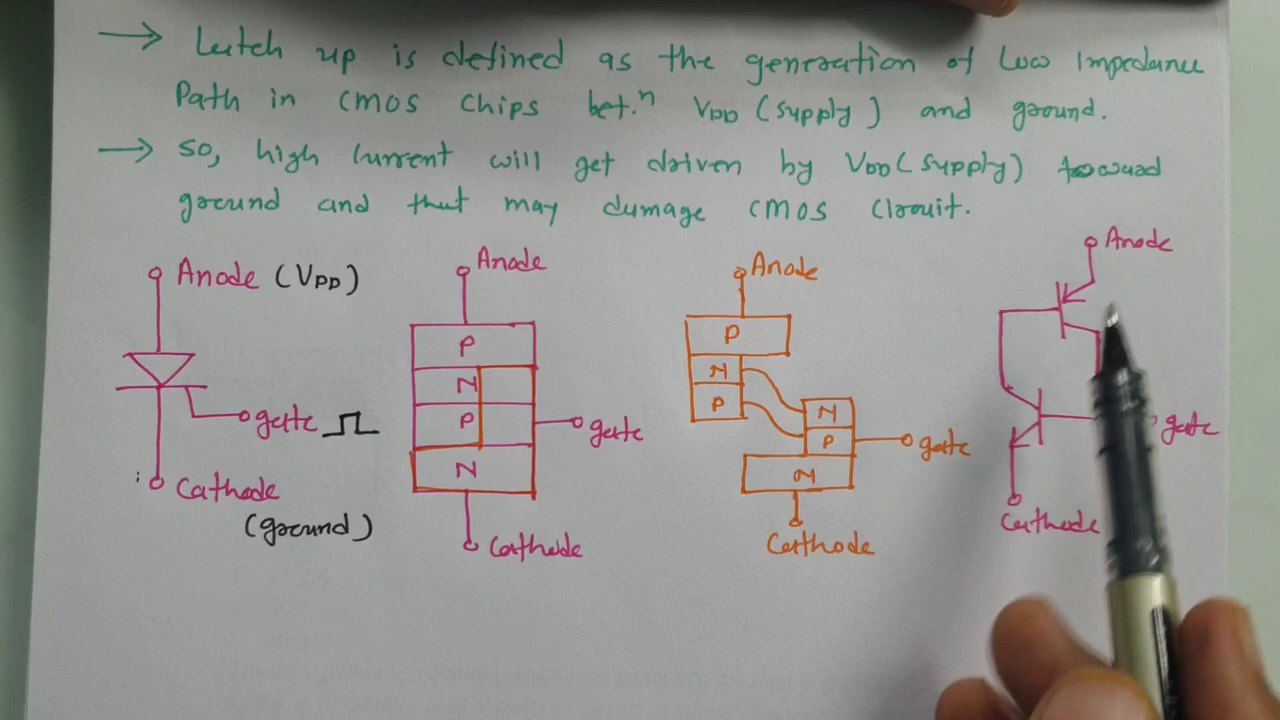 → Latch up is defined as the generation of Low Impedance
Path in CMOS Chips bet.ⁿ VDD (supply) and ground.
→ So, high current will get driven by VDD (supply) toward
ground and that may damage CMOS Circuit.
Anode (VDD)
gate
Cathode
(ground)
Anode
P
N
P
N
gate
Cathode
Anode
P
N
P
N
P
N
gate
Cathode
Anode
gate
Cathode